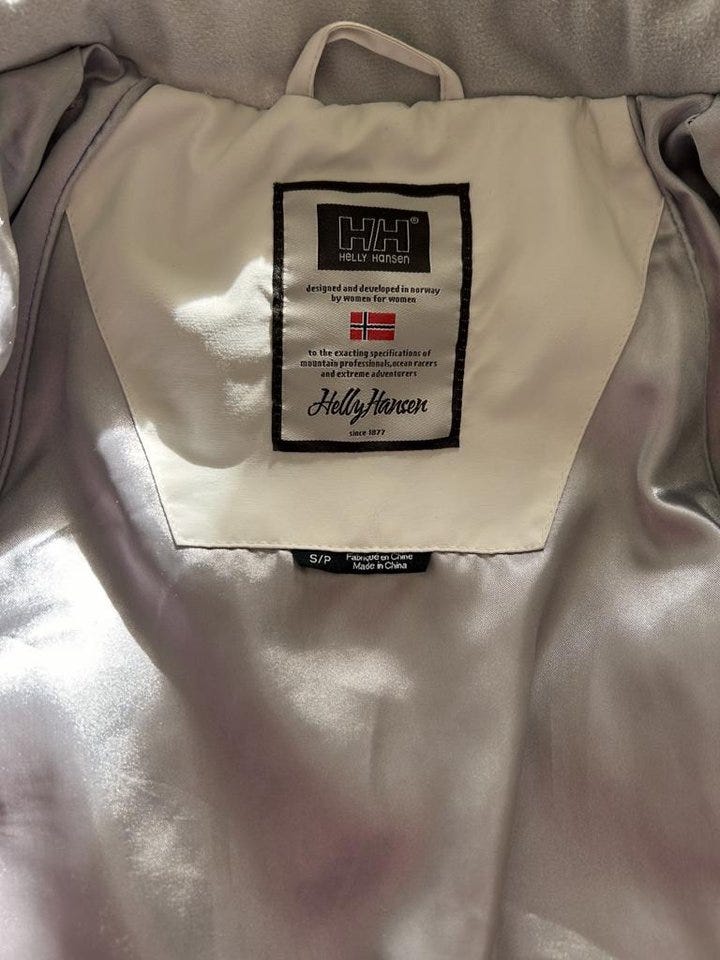 HH®
HELLY HANSEN
designed and developed in norway
by women for women
to the exacting specifications of
mountain professionals, ocean racers
and extreme adventurers
Helly Hansen
since 1877
S/P
Fabriqué en Chine
Made in China